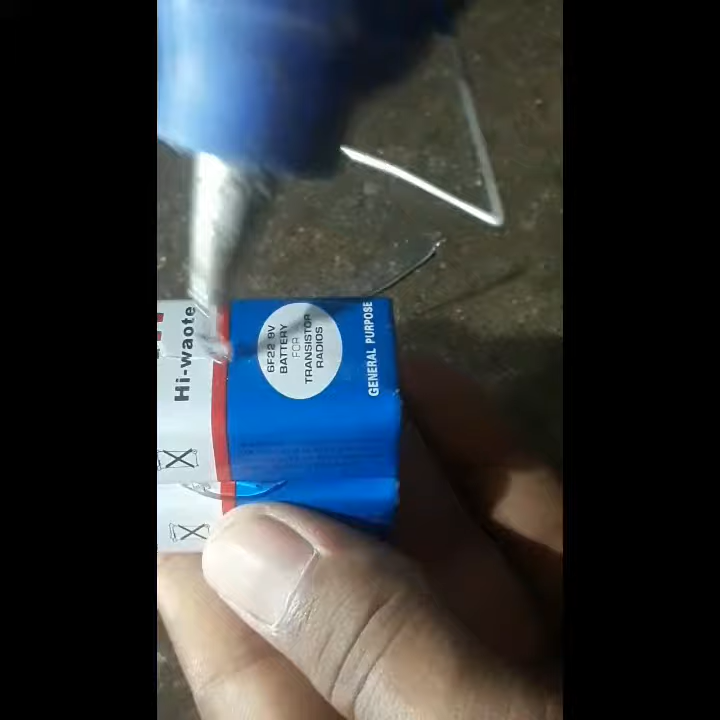 Hi-waote
6F22 9V
BATTERY
FOR
TRANSISTOR
RADIOS
GENERAL PURPOSE